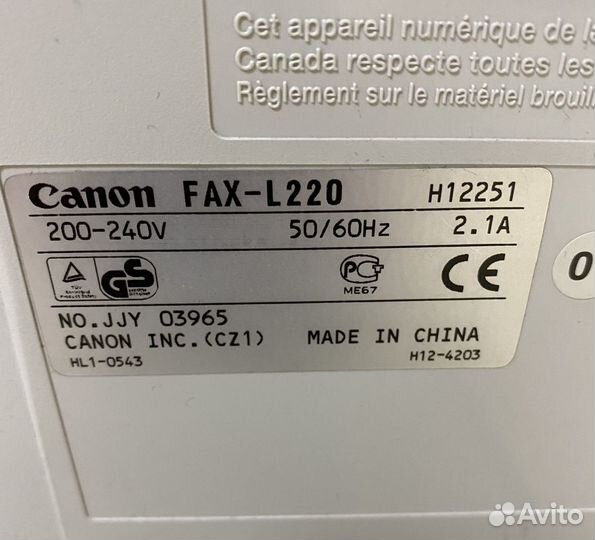 Cet appareil numérique de la
Canada respecte toutes les
Règlement sur le matériel brouil
Canon FAX-L220 H12251
200-240V 50/60Hz 2.1A
TÜV
GS
ME67
CE
NO.JJY 03965
CANON INC.(CZ1) MADE IN CHINA
HL1-0543 H12-4203
0
Avito